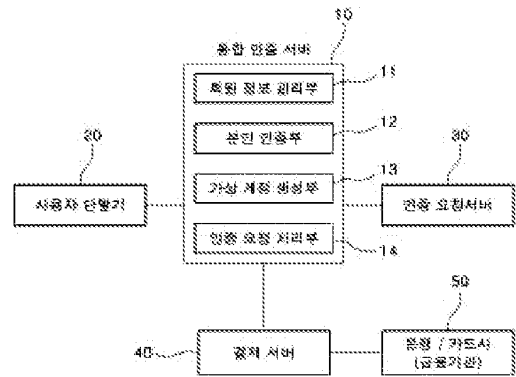 10
통합 인증 서버
회원 정보 관리부
11
본인 인증부
12
20
30
가상 계정 생성부
13
사용자 단말기
인증 요청서버
인증 요청 처리부
14
50
40
결제 서버
은행 / 카드사
(금융기관)